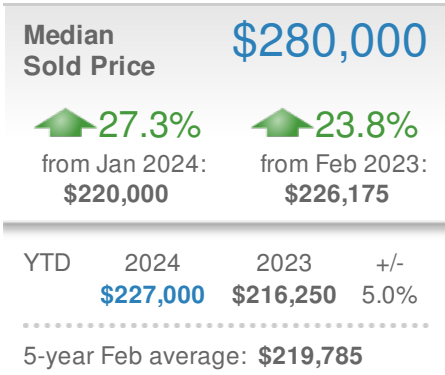 Median $280,000
Sold Price
27.3% 23.8%
from Jan 2024: from Feb 2023:
$220,000 $226,175
YTD 2024 2023 +/-
$227,000 $216,250 5.0%
5-year Feb average: $219,785